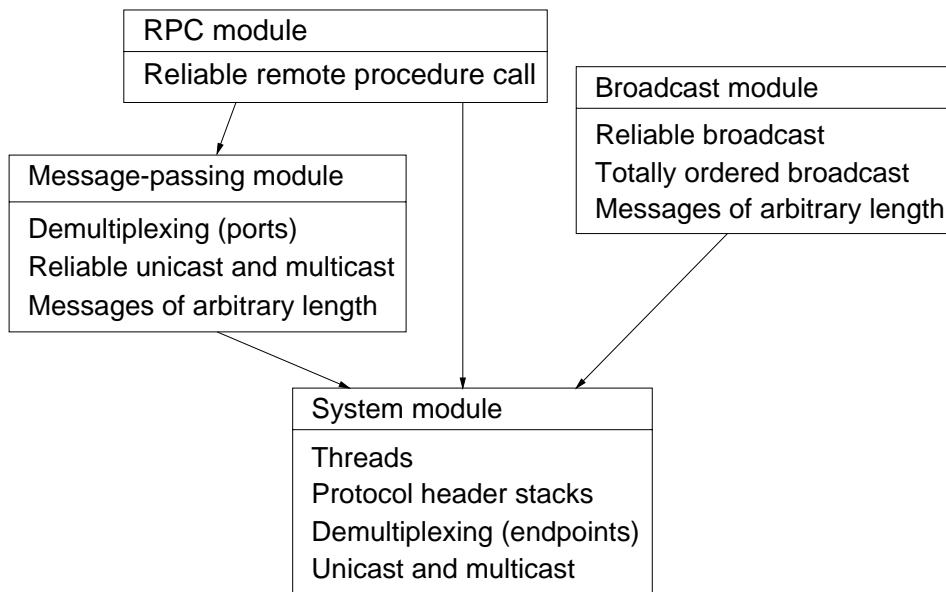 RPC module
Reliable remote procedure call
Broadcast module
Reliable broadcast
Totally ordered broadcast
Messages of arbitrary length
Message-passing module
Demultiplexing (ports)
Reliable unicast and multicast
Messages of arbitrary length
System module
Threads
Protocol header stacks
Demultiplexing (endpoints)
Unicast and multicast